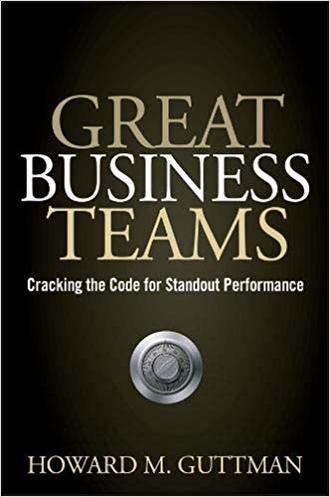 GREAT
BUSINESS
TEAMS
Cracking the Code for Standout Performance
HOWARD M. GUTTMAN